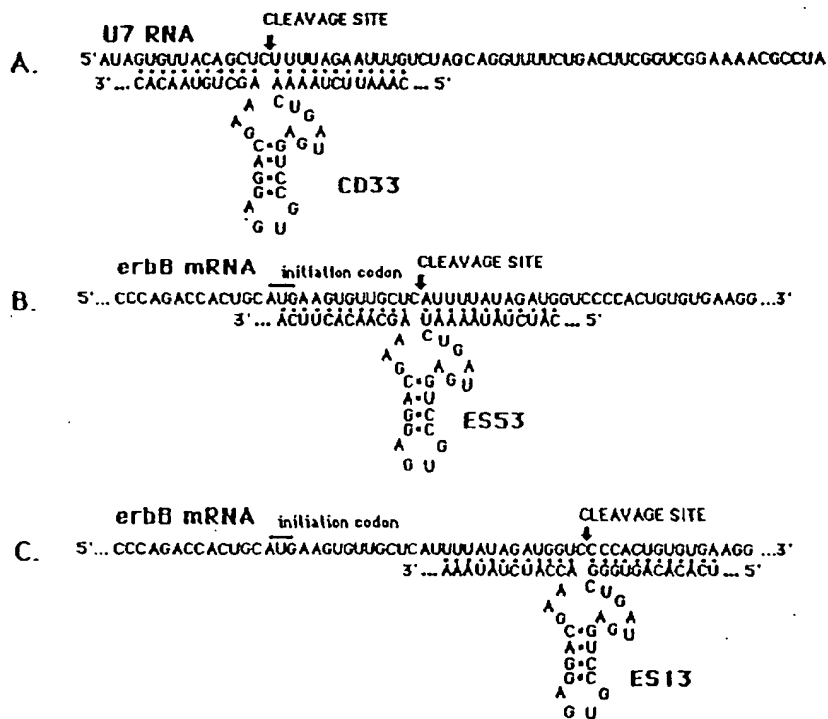 CLEAVAGE SITE
U7 RNA
A.
5'AUAGUGUUACAGCUCUUUUAGAAUUUGUCUAGCAGGUUUUCUGACUUCGGUCGGAAAACGCCUA
3'... CACAAUGUCGA AAAAUCUUAAAC ... 5'
A C U G
A A A
G G U
C G
A U
G C
G C
A G
G U
CD33
erbB mRNA
initiation codon
CLEAVAGE SITE
B.
5'... CCCAGACCACUGCAUGAAGUGUUGCUCAUUUUAUAGAUGGUCCCCACUGUGUGAAGG ...3'
3'... ACUUCACAACGA UAAAAUAUCUAC ... 5'
A C U G
A A A
G G U
C G
A U
G C
G C
A G
G U
ES53
erbB mRNA
initiation codon
CLEAVAGE SITE
C.
5'... CCCAGACCACUGCAUGAAGUGUUGCUCAUUUUAUAGAUGGUCCCCACUGUGUGAAGG ...3'
3'... AAAUAUCUACCA GGGUGACACACU ... 5'
A C U G
A A A
G G U
C G
A U
G C
G C
A G
G U
ES13